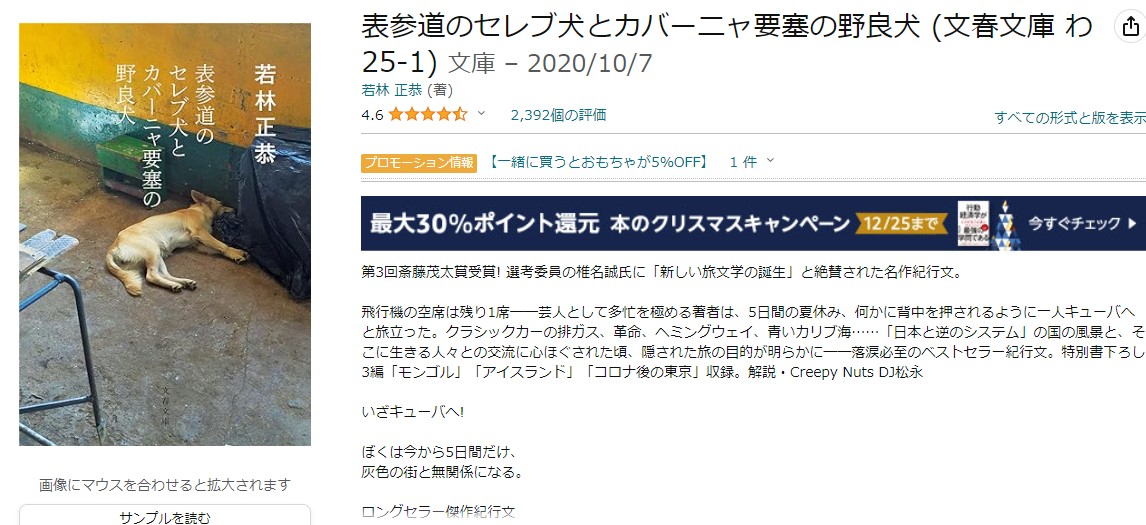 若林正恭
表参道の
セレブ犬と
カバーニャ要塞の
野良犬
文春文庫
画像にマウスを合わせると拡大されます
サンプルを読む
表参道のセレブ犬とカバーニャ要塞の野良犬 (文春文庫 わ
25-1) 文庫 – 2020/10/7
若林 正恭 (著)
4.6
2,392個の評価
すべての形式と版を表示
プロモーション情報 【一緒に買うとおもちゃが5%OFF】 1 件
最大30%ポイント還元 本のクリスマスキャンペーン 12/25まで
行動
経済学が
最強の
学問である
今すぐチェック
第3回斎藤茂太賞受賞! 選考委員の椎名誠氏に「新しい旅文学の誕生」と絶賛された名作紀行文。
飛行機の空席は残り1席――芸人として多忙を極める著者は、5日間の夏休み、何かに背中を押されるように一人キューバへ
と旅立った。クラシックカーの排ガス、革命、ヘミングウェイ、青いカリブ海……「日本と逆のシステム」の国の風景と、そ
こに生きる人々との交流に心ほぐされた頃、隠された旅の目的が明らかに――落涙必至のベストセラー紀行文。特別書下ろし
3編「モンゴル」「アイスランド」「コロナ後の東京」収録。解説・Creepy Nuts DJ松永
いざキューバへ!
ぼくは今から5日間だけ、
灰色の街と無関係になる。
ロングセラー傑作紀行文